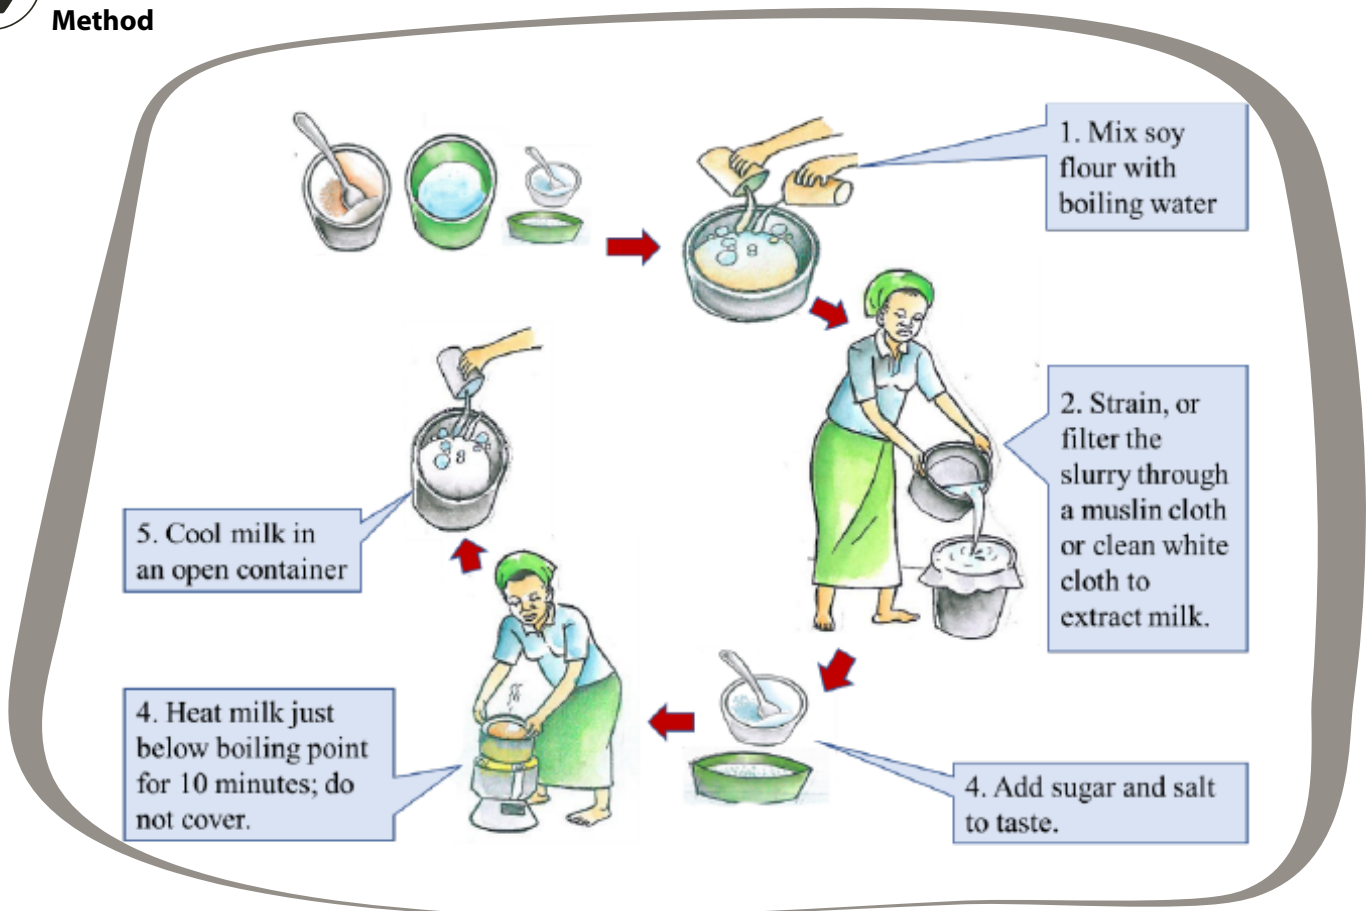 Method
1. Mix soy
flour with
boiling water
2. Strain, or
filter the
slurry through
a muslin cloth
or clean white
cloth to
extract milk.
4. Add sugar and salt
to taste.
4. Heat milk just
below boiling point
for 10 minutes; do
not cover.
5. Cool milk in
an open container